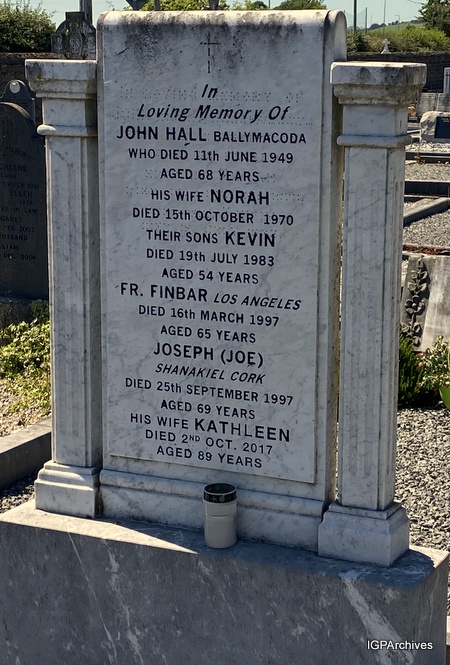 In
Loving Memory Of
JOHN HALL BALLYMACODA
WHO DIED 11th JUNE 1949
AGED 68 YEARS
HIS WIFE NORAH
DIED 15th OCTOBER 1970
THEIR SONS KEVIN
DIED 19th JULY 1983
AGED 54 YEARS
FR. FINBAR LOS ANGELES
DIED 16th MARCH 1997
AGED 65 YEARS
JOSEPH (JOE)
SHANAKIEL CORK
DIED 25th SEPTEMBER 1997
AGED 69 YEARS
HIS WIFE KATHLEEN
DIED 2ND OCT. 2017
AGED 89 YEARS
IGPArchives